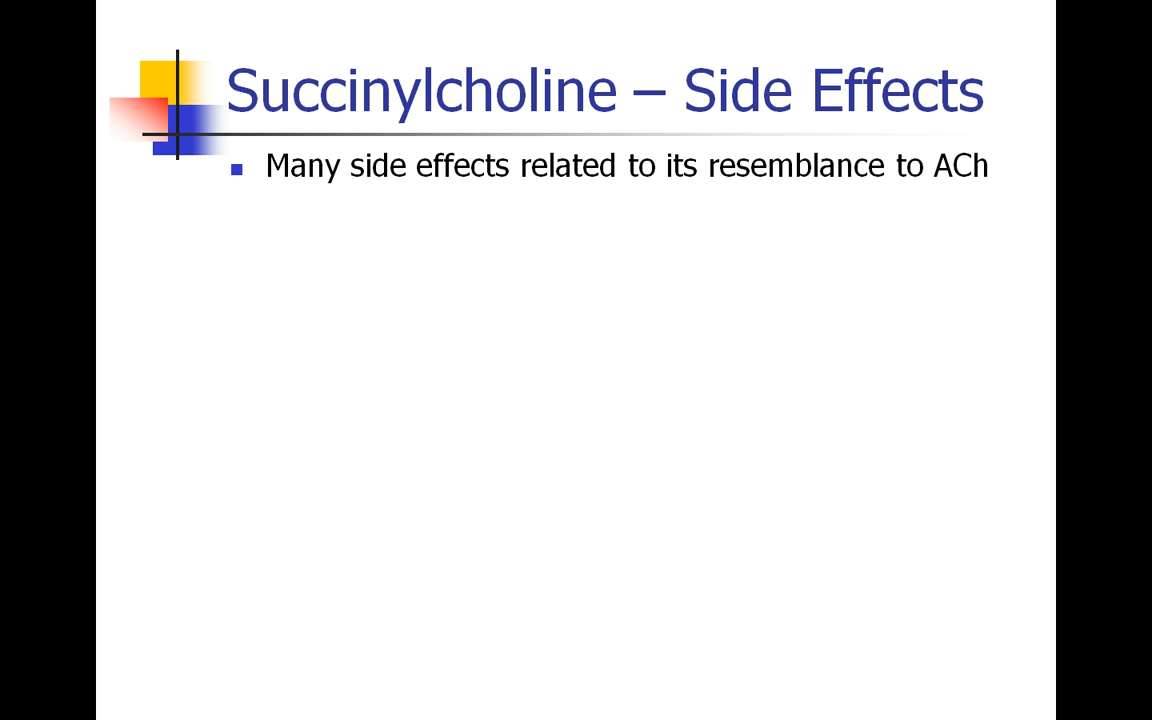 Succinylcholine – Side Effects
Many side effects related to its resemblance to ACh